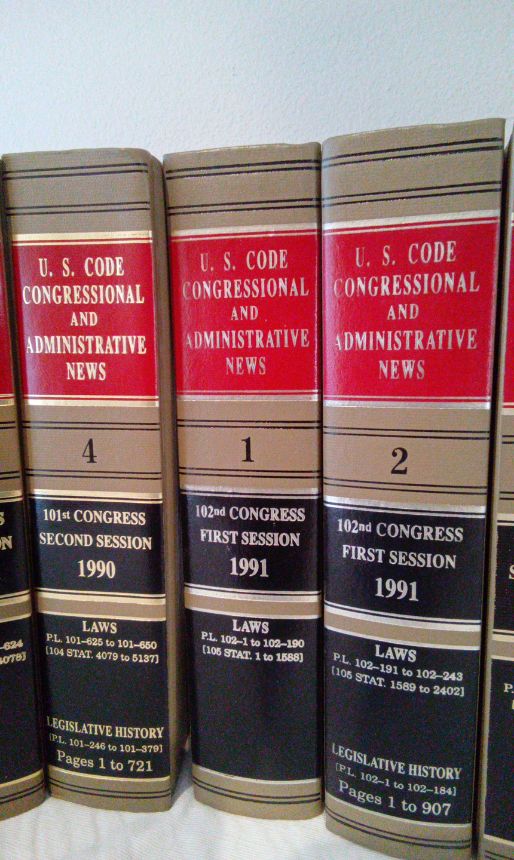 U. S. CODE
CONGRESSIONAL
AND
ADMINISTRATIVE
NEWS
4
101st CONGRESS
SECOND SESSION
1990
LAWS
P.L. 101-625 to 101-650
[104 STAT. 4079 to 5137]
LEGISLATIVE HISTORY
[P.L. 101-246 to 101-379]
Pages 1 to 721
U. S. CODE
CONGRESSIONAL
AND
ADMINISTRATIVE
NEWS
1
102nd CONGRESS
FIRST SESSION
1991
LAWS
P.L. 102-1 to 102-190
[105 STAT. 1 to 1588]
U. S. CODE
CONGRESSIONAL
AND
ADMINISTRATIVE
NEWS
2
102nd CONGRESS
FIRST SESSION
1991
LAWS
P.L. 102-191 to 102-243
[105 STAT. 1589 to 2402]
LEGISLATIVE HISTORY
[P.L. 102-1 to 102-184]
Pages 1 to 907